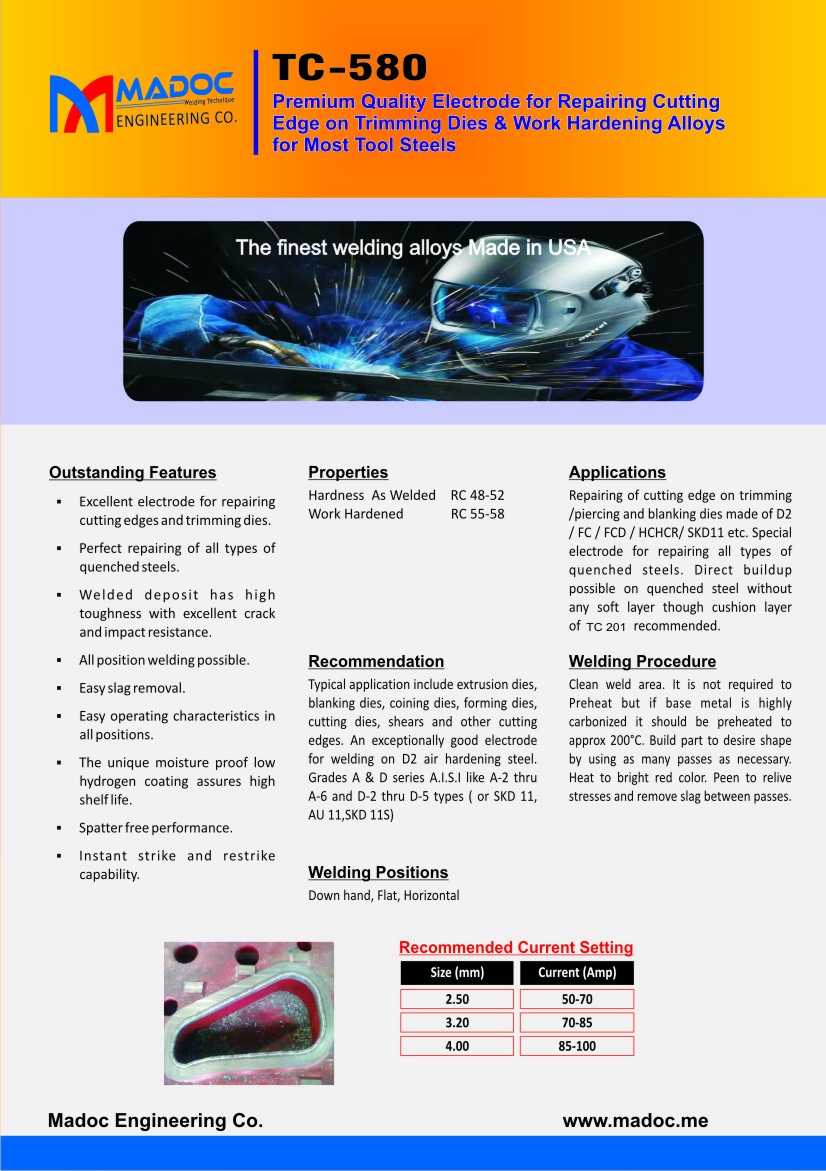 MADOC
Welding Technique
ENGINEERING CO.
TC-580
Premium Quality Electrode for Repairing Cutting
Edge on Trimming Dies & Work Hardening Alloys
for Most Tool Steels
The finest welding alloys Made in USA
optrel
Outstanding Features
▪ Excellent electrode for repairing
cutting edges and trimming dies.
▪ Perfect repairing of all types of
quenched steels.
▪ Welded deposit has high
toughness with excellent crack
and impact resistance.
▪ All position welding possible.
▪ Easy slag removal.
▪ Easy operating characteristics in
all positions.
▪ The unique moisture proof low
hydrogen coating assures high
shelf life.
▪ Spatter free performance.
▪ Instant strike and restrike
capability.
Properties
Hardness As Welded RC 48-52
Work Hardened RC 55-58
Recommendation
Typical application include extrusion dies,
blanking dies, coining dies, forming dies,
cutting dies, shears and other cutting
edges. An exceptionally good electrode
for welding on D2 air hardening steel.
Grades A & D series A.I.S.I like A-2 thru
A-6 and D-2 thru D-5 types ( or SKD 11,
AU 11,SKD 11S)
Welding Positions
Down hand, Flat, Horizontal
Applications
Repairing of cutting edge on trimming
/piercing and blanking dies made of D2
/ FC / FCD / HCHCR/ SKD11 etc. Special
electrode for repairing all types of
quenched steels. Direct buildup
possible on quenched steel without
any soft layer though cushion layer
of TC 201 recommended.
Welding Procedure
Clean weld area. It is not required to
Preheat but if base metal is highly
carbonized it should be preheated to
approx 200°C. Build part to desire shape
by using as many passes as necessary.
Heat to bright red color. Peen to relive
stresses and remove slag between passes.
Recommended Current Setting
Size (mm) Current (Amp)
2.50 50-70
3.20 70-85
4.00 85-100
Madoc Engineering Co. www.madoc.me